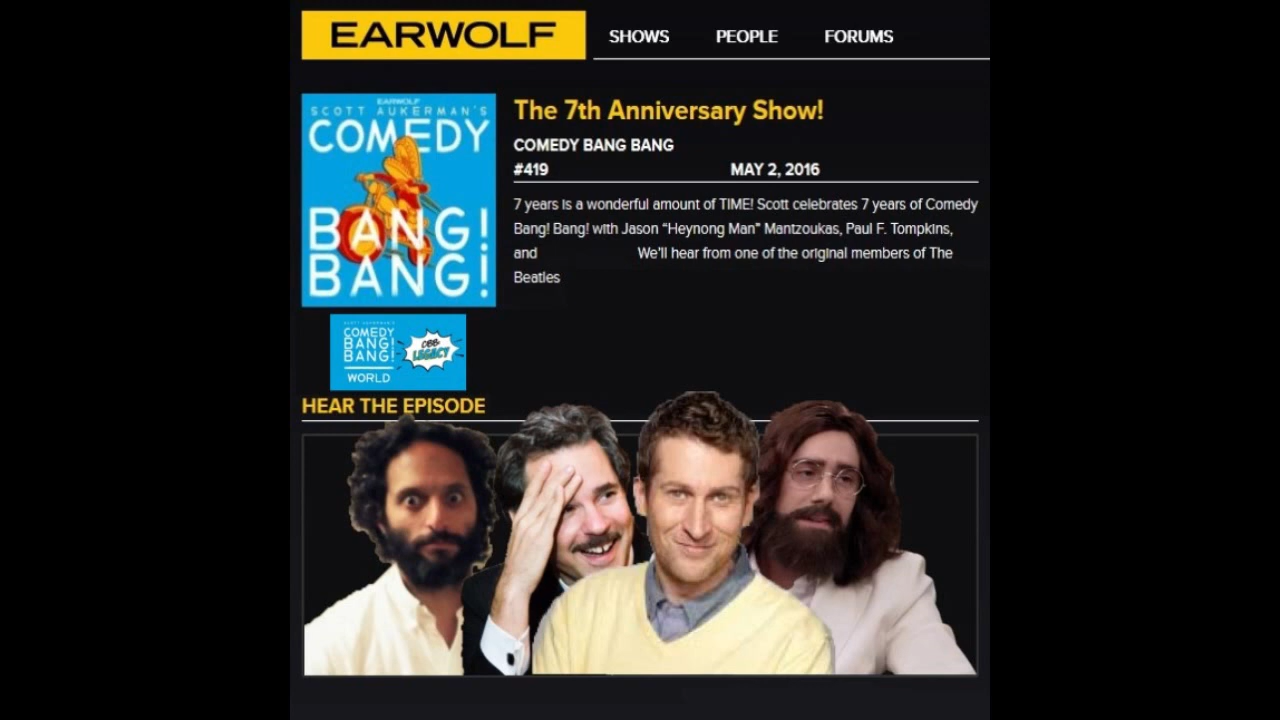 EARWOLF
SHOWS
PEOPLE
FORUMS
EARWOLF
SCOTT AUKERMAN'S
COMEDY
BANG!
BANG!
The 7th Anniversary Show!
COMEDY BANG BANG
#419
MAY 2, 2016
7 years is a wonderful amount of TIME! Scott celebrates 7 years of Comedy
Bang! Bang! with Jason “Heynong Man” Mantzoukas, Paul F. Tompkins,
and We'll hear from one of the original members of The
Beatles
SCOTT AUKERMAN'S
COMEDY
BANG!
BANG!
WORLD
CBB
LEGACY
HEAR THE EPISODE